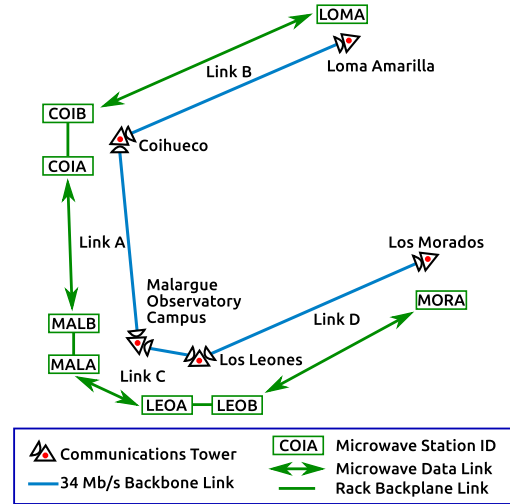 LOMA
Loma Amarilla
Link B
COIB
Coihueco
COIA
Link A
Los Morados
Malargue
Observatory
Campus
MORA
MALB
Link D
MALA
Los Leones
Link C
LEOA
LEOB
Communications Tower
34 Mb/s Backbone Link
COIA
Microwave Station ID
Microwave Data Link
Rack Backplane Link